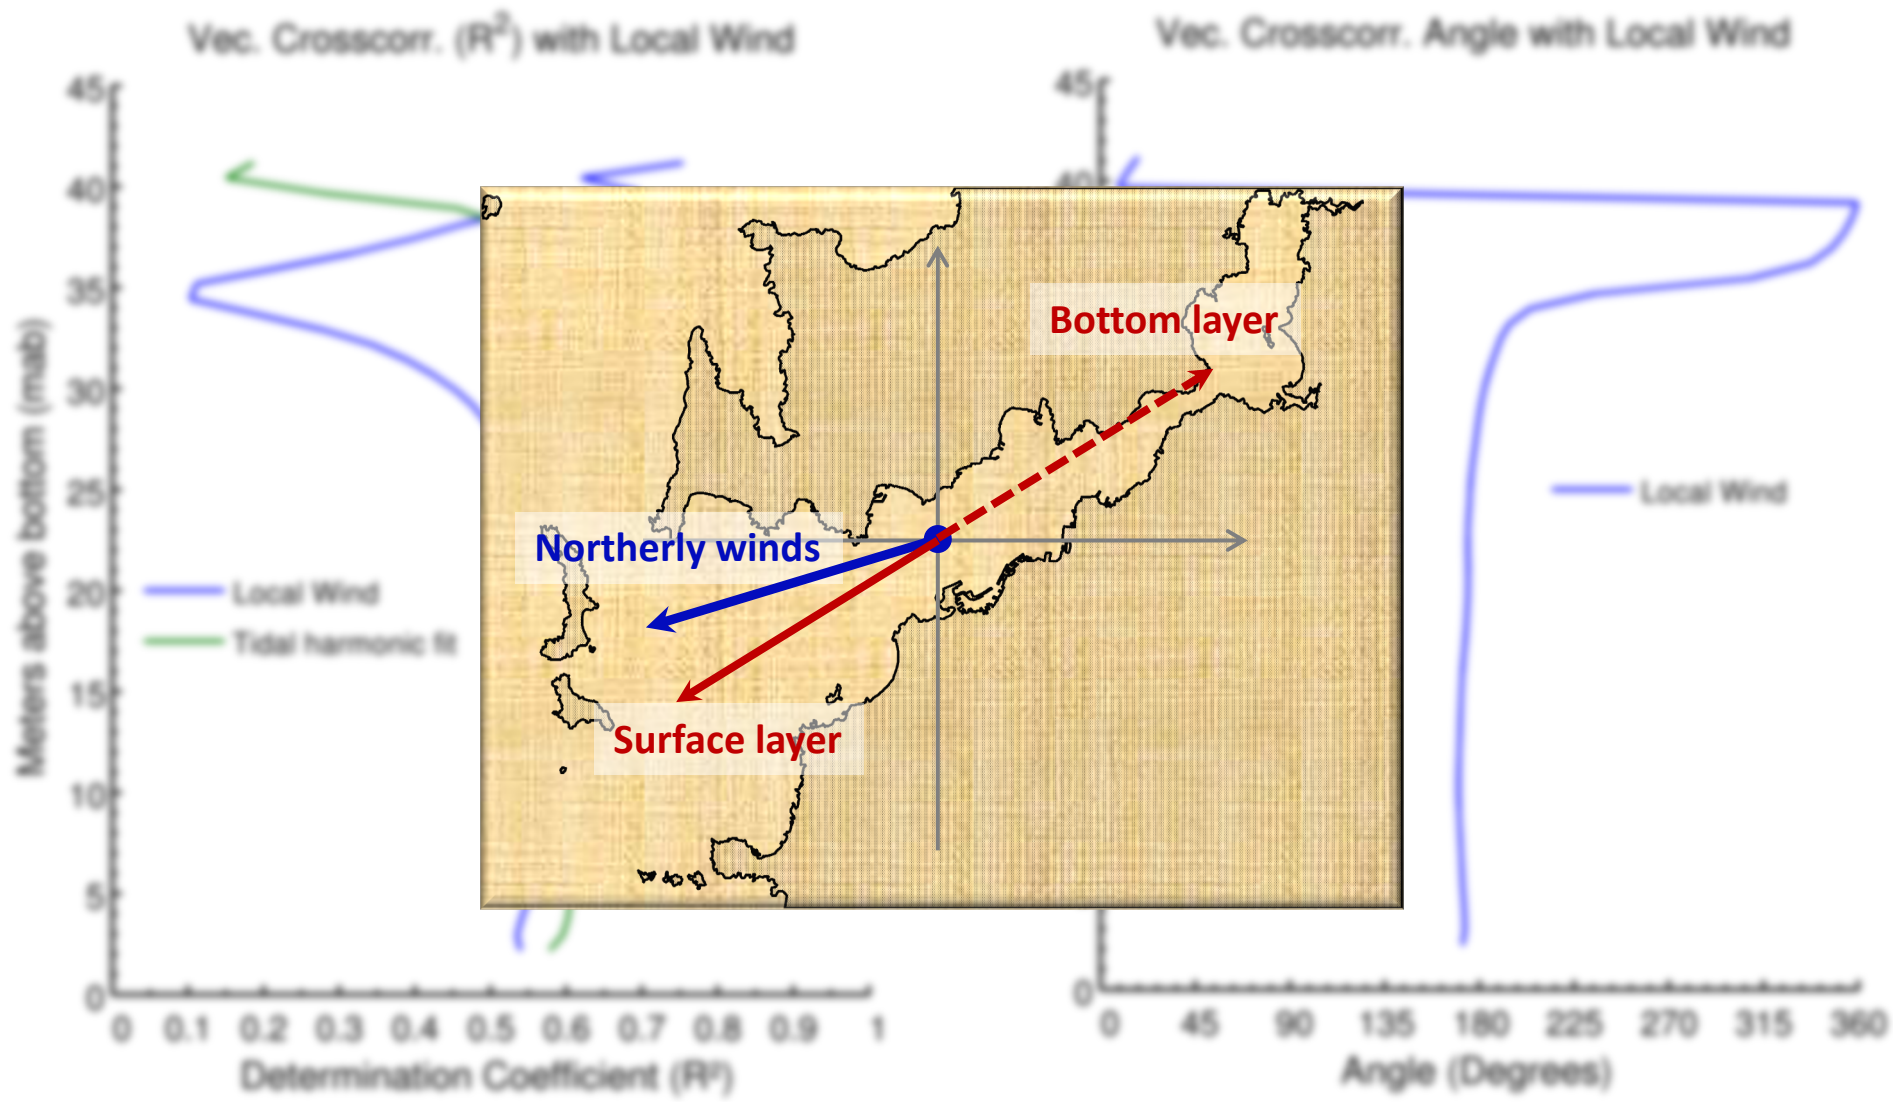 Vec. Crosscorr. (R²) with Local Wind
Vec. Crosscorr. Angle with Local Wind
45
40
35
30
25
20
15
10
5
0
Meters above bottom (mab)
Local Wind
Tidal harmonic fit
0 0.1 0.2 0.3 0.4 0.5 0.6 0.7 0.8 0.9 1
Determination Coefficient (R²)
Bottom layer
Northerly winds
Surface layer
45
40
0
Local Wind
0 45 90 135 180 225 270 315 360
Angle (Degrees)